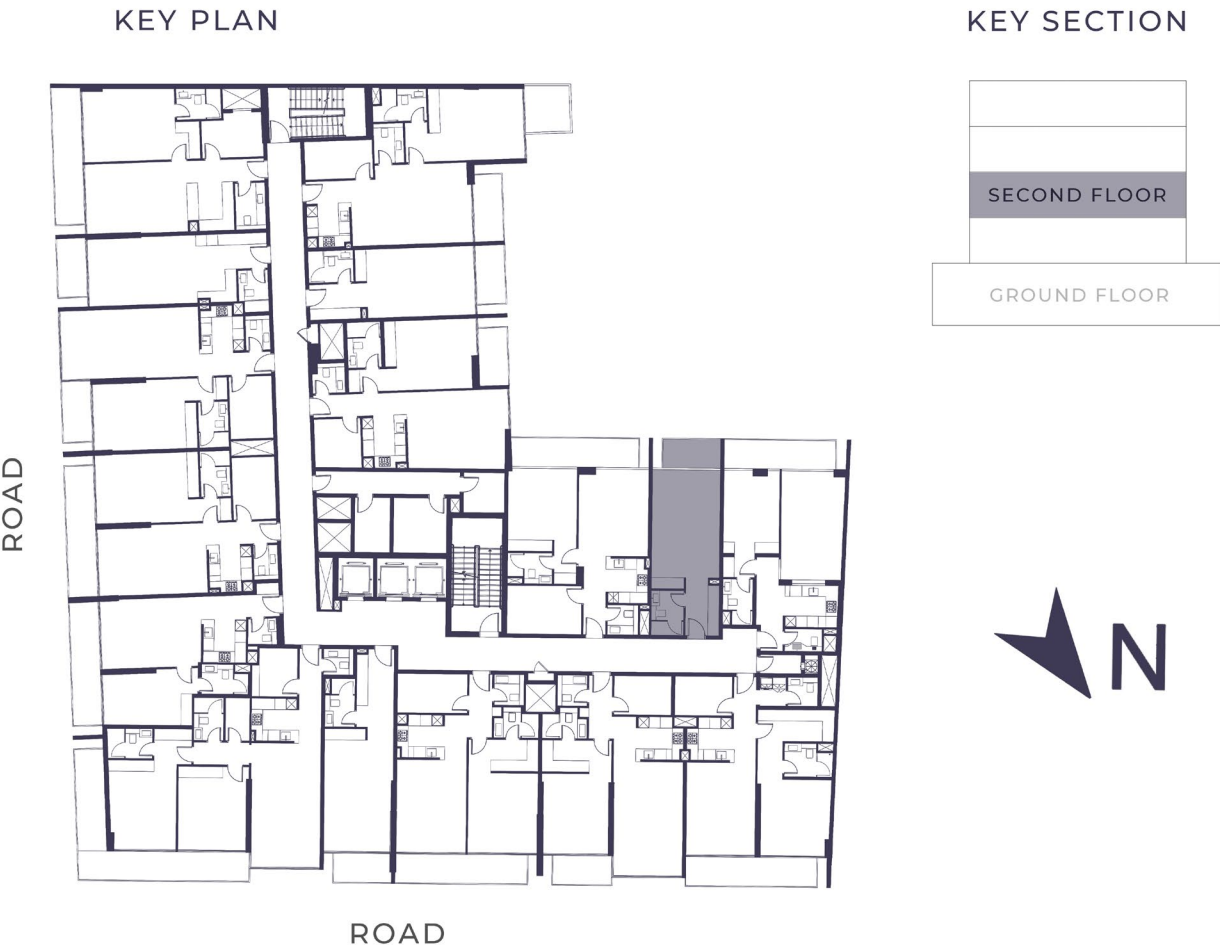 KEY PLAN
KEY SECTION
SECOND FLOOR
GROUND FLOOR
ROAD
N
ROAD